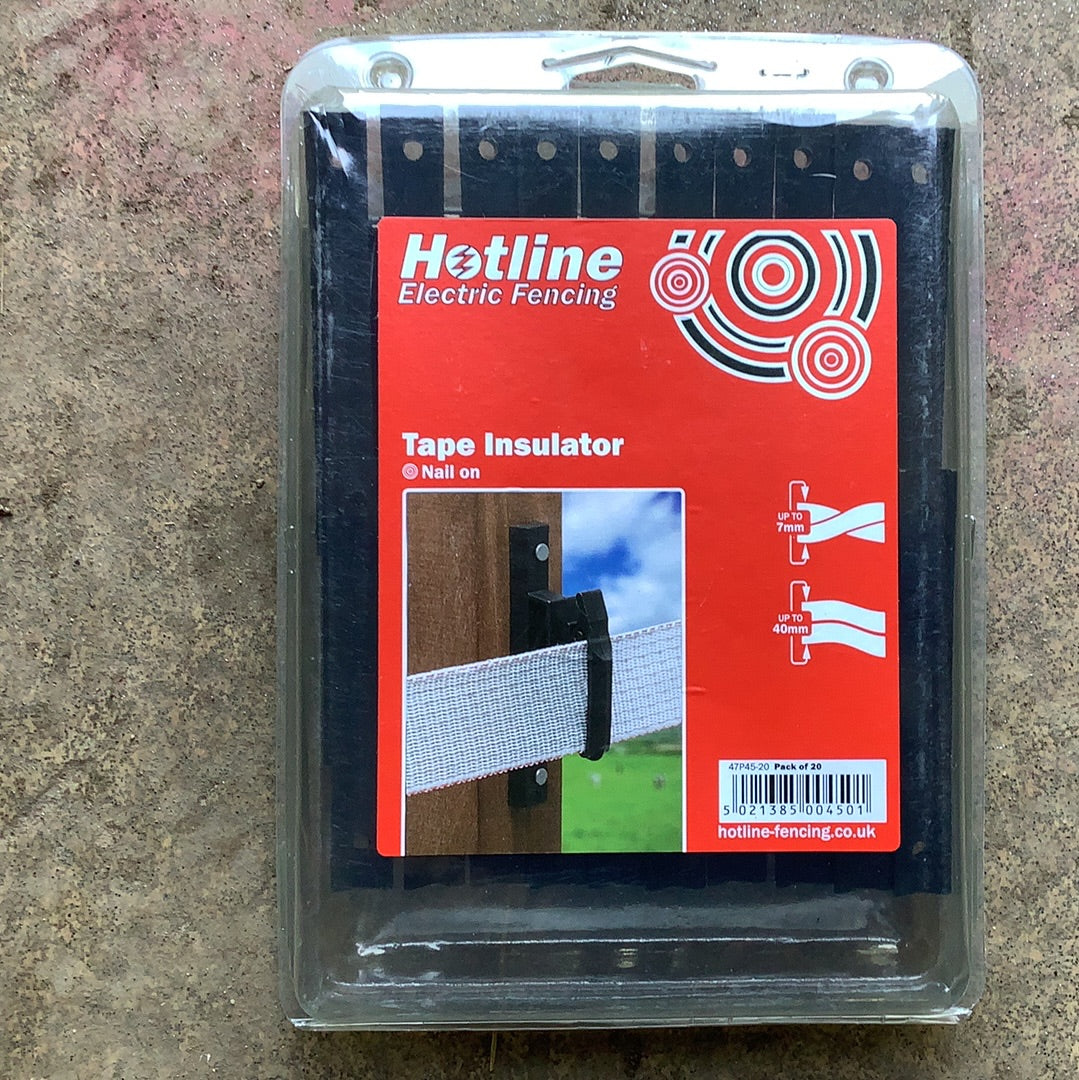 Hotline
Electric Fencing
Tape Insulator
Nail on
UP TO
7mm
UP TO
40mm
47P45-20 Pack of 20
5 021385 004501
hotline-fencing.co.uk